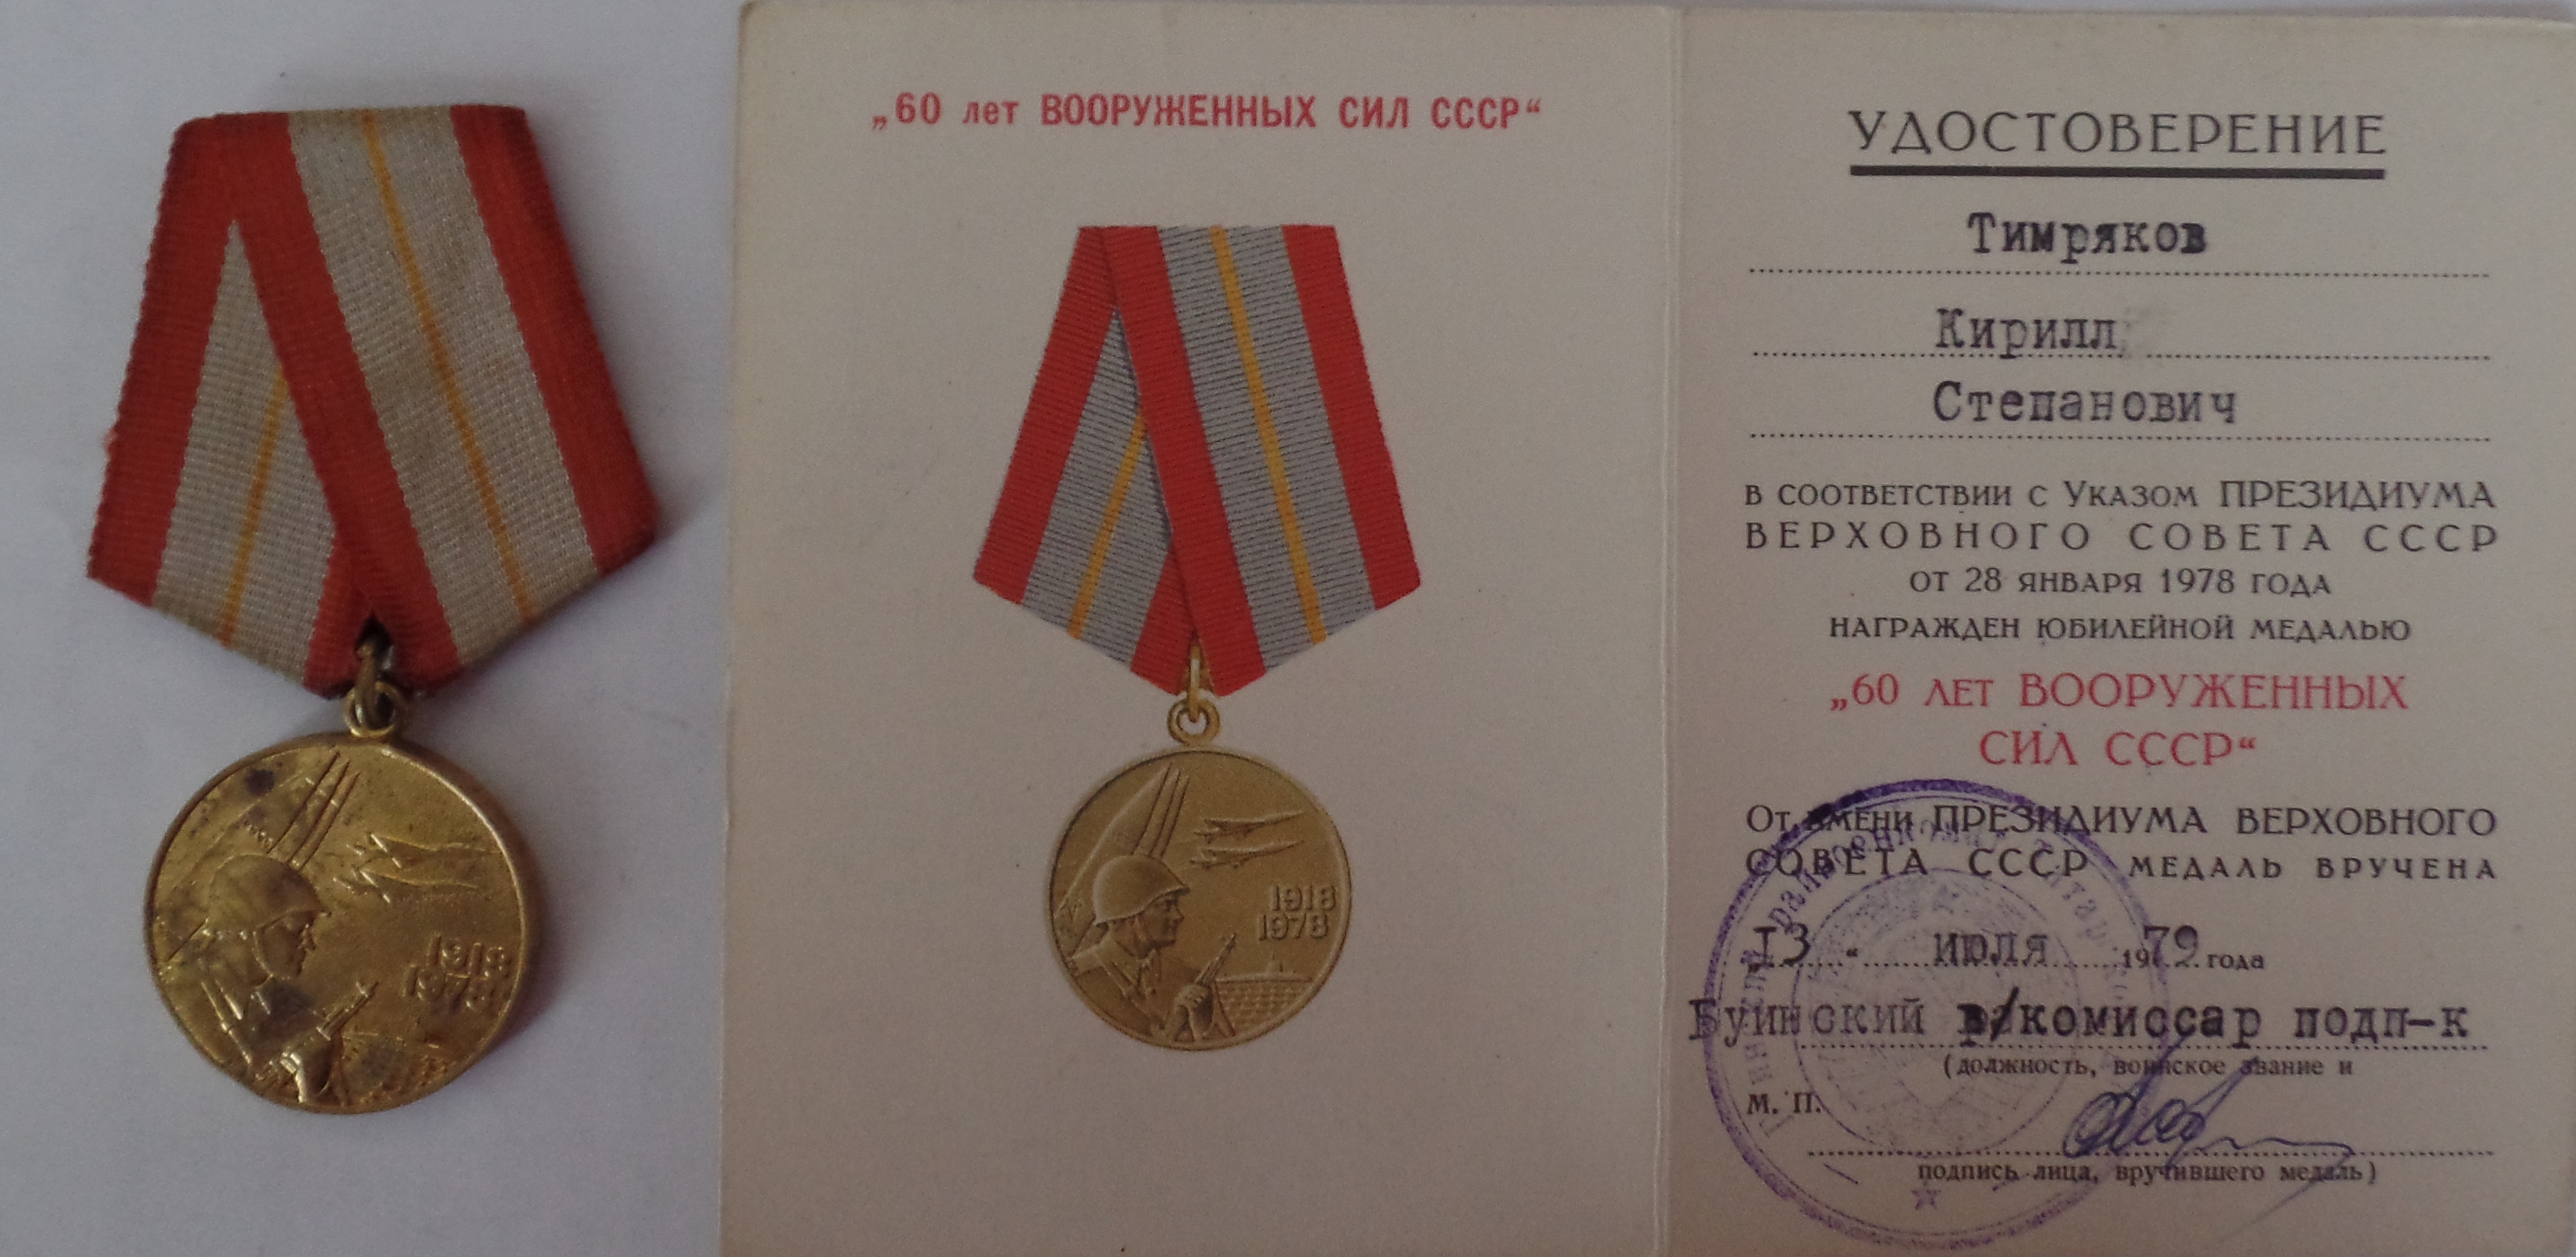 1918
1978
„60 лет ВООРУЖЕННЫХ СИЛ СССР“
1918
1978
УДОСТОВЕРЕНИЕ
Тимряков
Кирилл
Степанович
в соответствии с Указом ПРЕЗИДИУМА
ВЕРХОВНОГО СОВЕТА СССР
от 28 января 1978 года
награжден юбилейной медалью
„60 лет ВООРУЖЕННЫХ
СИЛ СССР“
От имени ПРЕЗИДИУМА ВЕРХОВНОГО
СОВЕТА СССР медаль вручена
„13 “ июля 1979 года
Буинский в/комиссар подп-к
(должность, воинское звание и
М. П.
подпись лица, вручившего медаль)